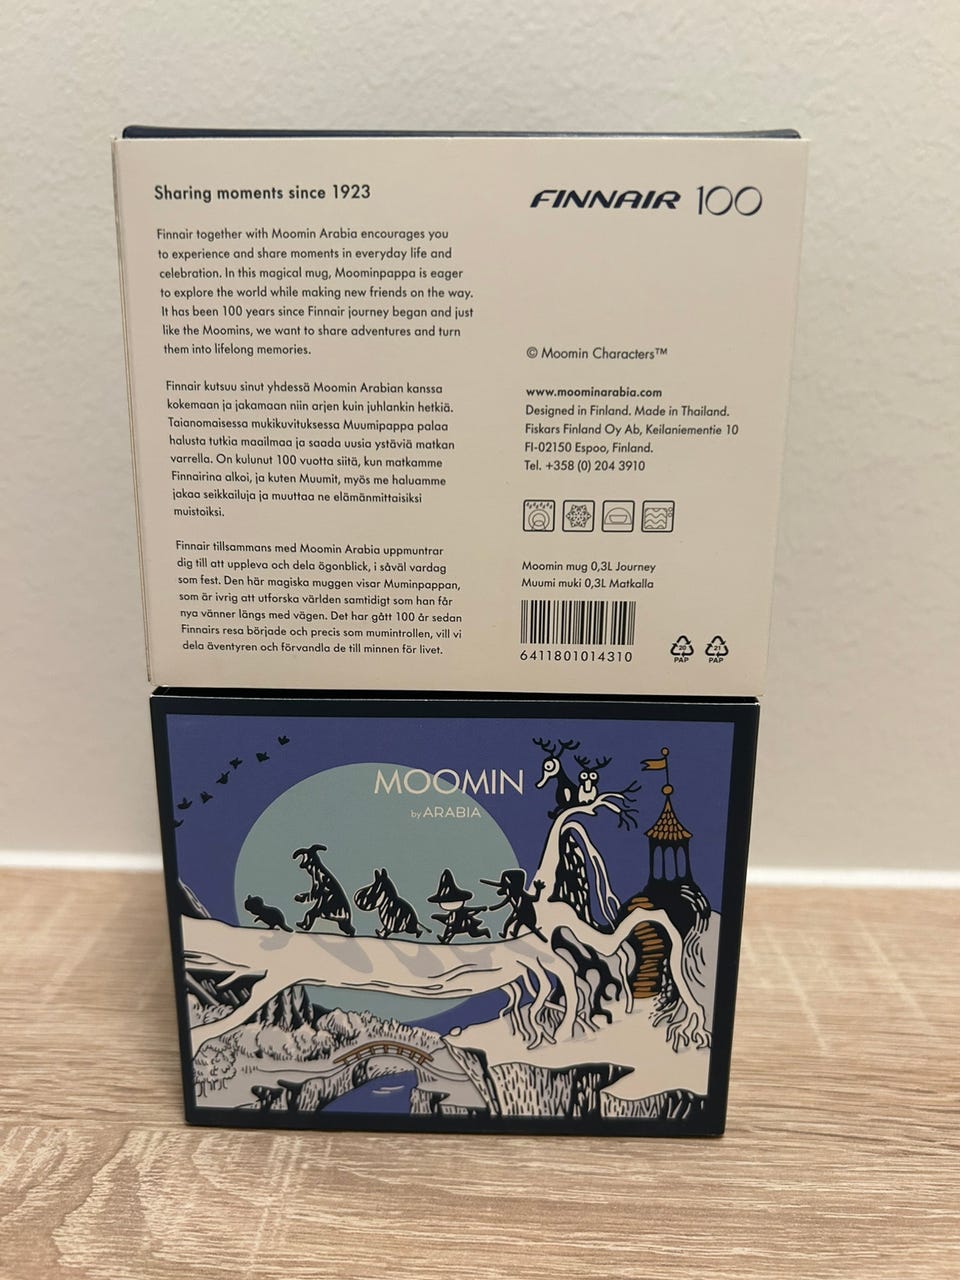 Sharing moments since 1923
Finnair together with Moomin Arabia encourages you
to experience and share moments in everyday life and
celebration. In this magical mug, Moominpappa is eager
to explore the world while making new friends on the way.
It has been 100 years since Finnair journey began and just
like the Moomins, we want to share adventures and turn
them into lifelong memories.
Finnair kutsuu sinut yhdessä Moomin Arabian kanssa
kokemaan ja jakamaan niin arjen kuin juhlankin hetkiä.
Taianomaisessa mukikuvituksessa Muumipappa palaa
halusta tutkia maailmaa ja saada uusia ystäviä matkan
varrella. On kulunut 100 vuotta siitä, kun matkamme
Finnairina alkoi, ja kuten Muumit, myös me haluamme
jakaa seikkailuja ja muuttaa ne elämänmittaisiksi
muistoiksi.
Finnair tillsammans med Moomin Arabia uppmuntrar
dig till att uppleva och dela ögonblick, i såväl vardag
som fest. Den här magiska muggen visar Muminpappan,
som är ivrig att utforska världen samtidigt som han får
nya vänner längs med vägen. Det har gått 100 år sedan
Finnairs resa började och precis som mumintrollen, vill vi
dela äventyren och förvandla de till minnen för livet.
FINNAIR 100
© Moomin Characters™
www.moominarabia.com
Designed in Finland. Made in Thailand.
Fiskars Finland Oy Ab, Keilaniementie 10
FI-02150 Espoo, Finland.
Tel. +358 (0) 204 3910
Moomin mug 0,3L Journey
Muumi muki 0,3L Matkalla
6411801014310
20
PAP
21
PAP
MOOMIN
by ARABIA